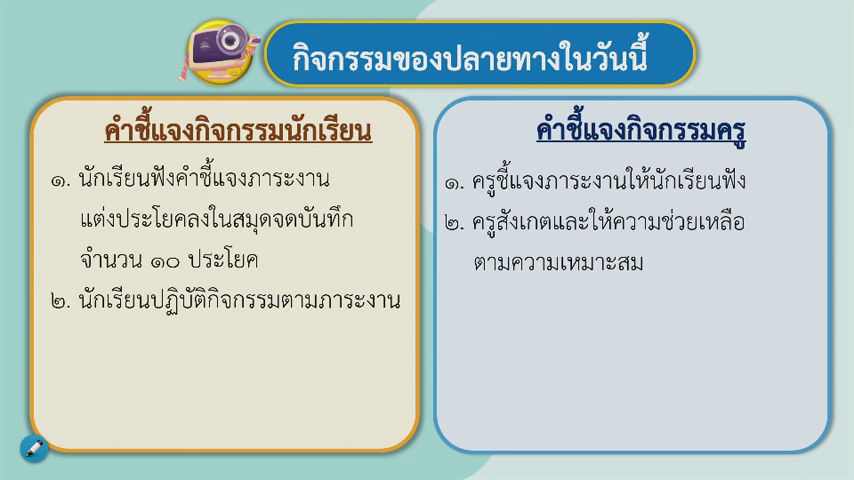 กิจกรรมของปลายทางในวันนี้
คำชี้แจงกิจกรรมนักเรียน
๑. นักเรียนฟังคำชี้แจงภาระงาน
แต่งประโยคลงในสมุดจดบันทึก
จำนวน ๑๐ ประโยค
๒. นักเรียนปฏิบัติกิจกรรมตามภาระงาน
คำชี้แจงกิจกรรมครู
๑. ครูชี้แจงภาระงานให้นักเรียนฟัง
๒. ครูสังเกตและให้ความช่วยเหลือ
ตามความเหมาะสม